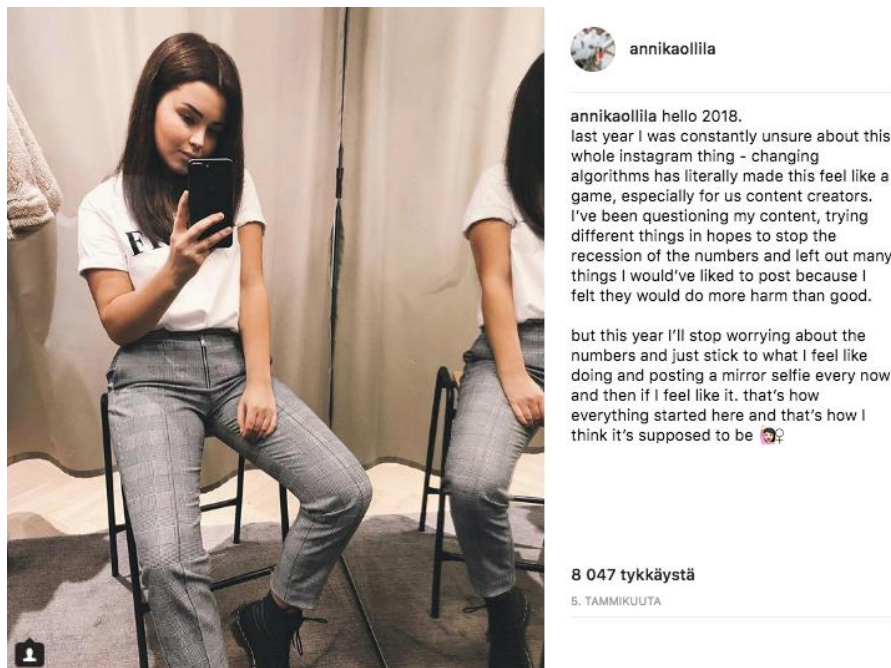 annikaollila
annikaollila hello 2018.
last year I was constantly unsure about this
whole instagram thing - changing
algorithms has literally made this feel like a
game, especially for us content creators.
I've been questioning my content, trying
different things in hopes to stop the
recession of the numbers and left out many
things I would've liked to post because I
felt they would do more harm than good.
but this year I'll stop worrying about the
numbers and just stick to what I feel like
doing and posting a mirror selfie every now
and then if I feel like it. that's how
everything started here and that's how I
think it's supposed to be 🙋🏻‍♀
8 047 tykkäystä
5. TAMMIKUUTA